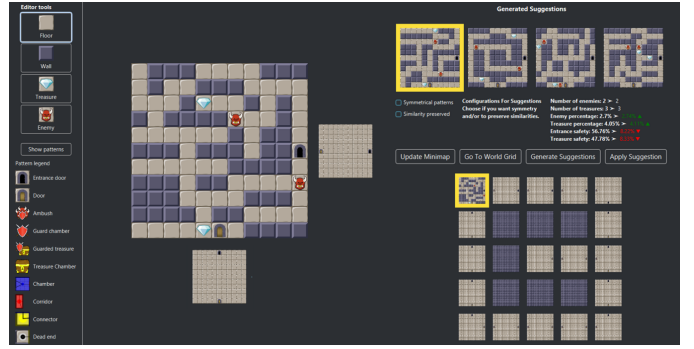 Editor tools
Floor
Wall
Treasure
Enemy
Show patterns
Pattern legend
Entrance door
Door
Ambush
Guard chamber
Guarded treasure
Treasure Chamber
Chamber
Corridor
Connector
Dead end
Generated Suggestions
Symmetrical patterns
Similarity preserved
Configurations For Suggestions
Choose if you want symmetry
and/or to preserve similarities.
Number of enemies: 2 ➢ 2
Number of treasures: 3 ➢ 3
Enemy percentage: 2.7% ➢
Treasure percentage: 4.05% ➢
Entrance safety: 56.76% ➢
Treasure safety: 47.78% ➢
Update Minimap
Go To World Grid
Generate Suggestions
Apply Suggestion